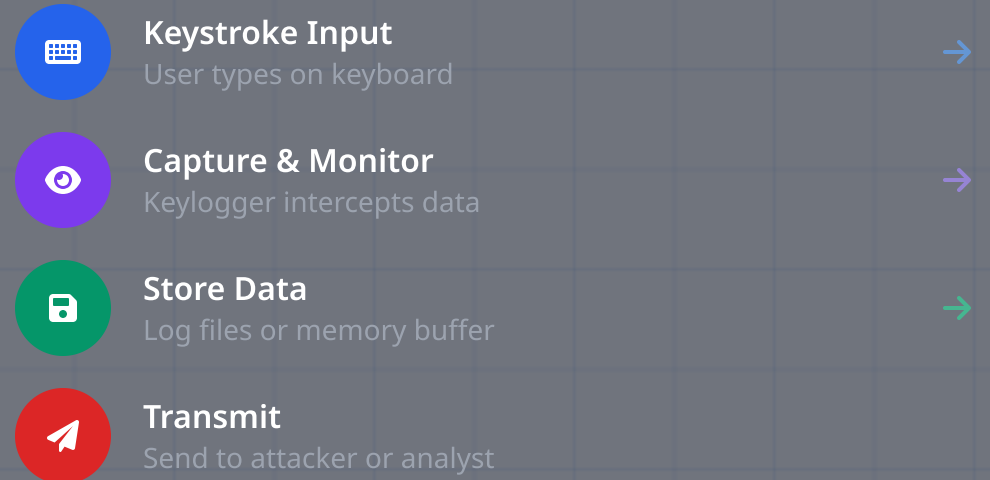 Keystroke Input
User types on keyboard
Capture & Monitor
Keylogger intercepts data
Store Data
Log files or memory buffer
Transmit
Send to attacker or analyst